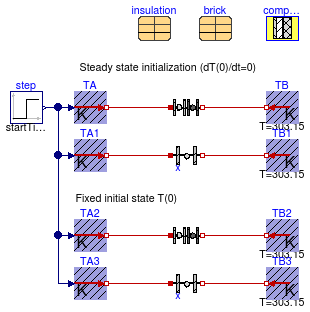 insulation brick comp...
Steady state initialization (dT(0)/dt=0)
step TA TB
K K
startTi...
T=303.15
TA1 TB1
K K
x
T=303.15
Fixed initial state T(0)
TA2 TB2
K K
T=303.15
TA3 TB3
K K
x
T=303.15